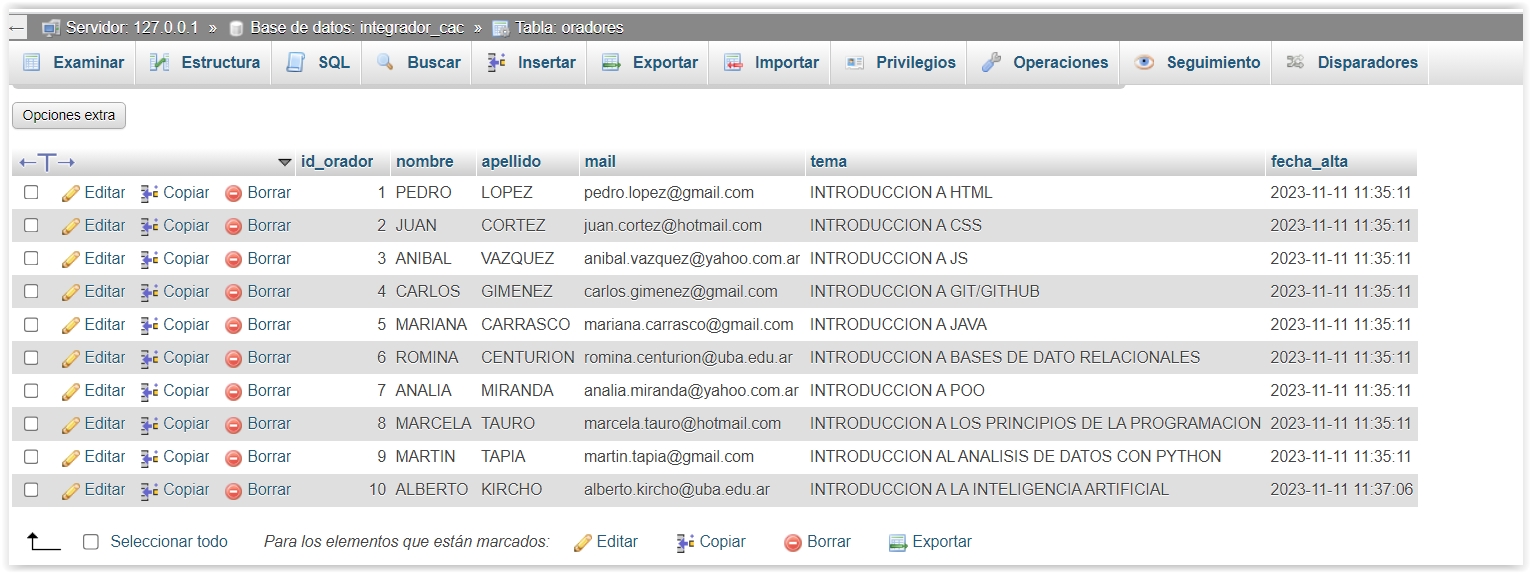 Servidor: 127.0.0.1 » Base de datos: integrador_cac » Tabla: oradores
Examinar Estructura SQL Buscar Insertar Exportar Importar Privilegios Operaciones Seguimiento Disparadores
Opciones extra
←T→ id_orador nombre apellido mail tema fecha_alta
Editar Copiar Borrar 1 PEDRO LOPEZ pedro.lopez@gmail.com INTRODUCCION A HTML 2023-11-11 11:35:11
Editar Copiar Borrar 2 JUAN CORTEZ juan.cortez@hotmail.com INTRODUCCION A CSS 2023-11-11 11:35:11
Editar Copiar Borrar 3 ANIBAL VAZQUEZ anibal.vazquez@yahoo.com.ar INTRODUCCION A JS 2023-11-11 11:35:11
Editar Copiar Borrar 4 CARLOS GIMENEZ carlos.gimenez@gmail.com INTRODUCCION A GIT/GITHUB 2023-11-11 11:35:11
Editar Copiar Borrar 5 MARIANA CARRASCO mariana.carrasco@gmail.com INTRODUCCION A JAVA 2023-11-11 11:35:11
Editar Copiar Borrar 6 ROMINA CENTURION romina.centurion@uba.edu.ar INTRODUCCION A BASES DE DATO RELACIONALES 2023-11-11 11:35:11
Editar Copiar Borrar 7 ANALIA MIRANDA analia.miranda@yahoo.com.ar INTRODUCCION A POO 2023-11-11 11:35:11
Editar Copiar Borrar 8 MARCELA TAURO marcela.tauro@hotmail.com INTRODUCCION A LOS PRINCIPIOS DE LA PROGRAMACION 2023-11-11 11:35:11
Editar Copiar Borrar 9 MARTIN TAPIA martin.tapia@gmail.com INTRODUCCION AL ANALISIS DE DATOS CON PYTHON 2023-11-11 11:35:11
Editar Copiar Borrar 10 ALBERTO KIRCHO alberto.kircho@uba.edu.ar INTRODUCCION A LA INTELIGENCIA ARTIFICIAL 2023-11-11 11:37:06
Seleccionar todo Para los elementos que están marcados: Editar Copiar Borrar Exportar